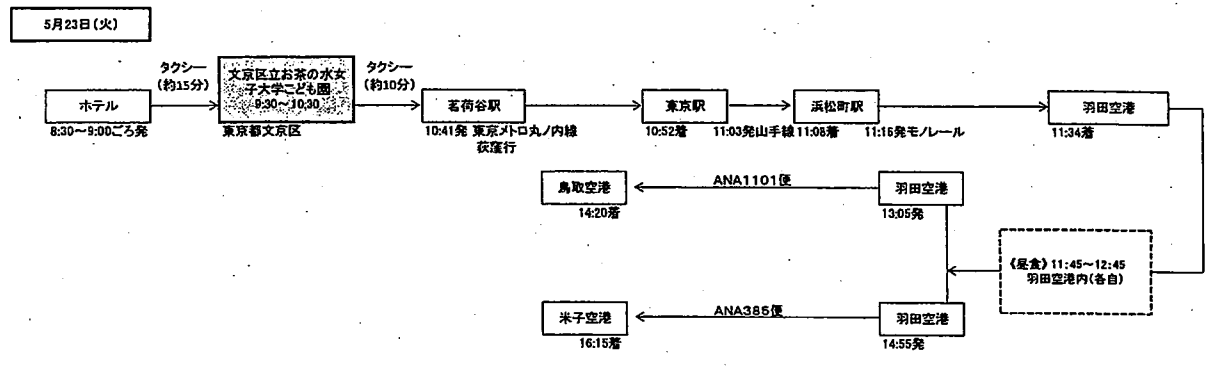 5月23日(火)
タクシー
(約15分)
文京区立お茶の水女
子大学こども園
9:30～10:30
タクシー
(約10分)
ホテル
茗荷谷駅
東京駅
浜松町駅
羽田空港
8:30～9:00ごろ発
東京都文京区
10:41発 東京メトロ丸ノ内線
荻窪行
10:52着
11:03発山手線
11:08着
11:16発モノレール
11:34着
鳥取空港
ANA1101便
羽田空港
14:20着
13:05発
《昼食》11:45～12:45
羽田空港内(各自)
米子空港
ANA385便
羽田空港
16:15着
14:55発